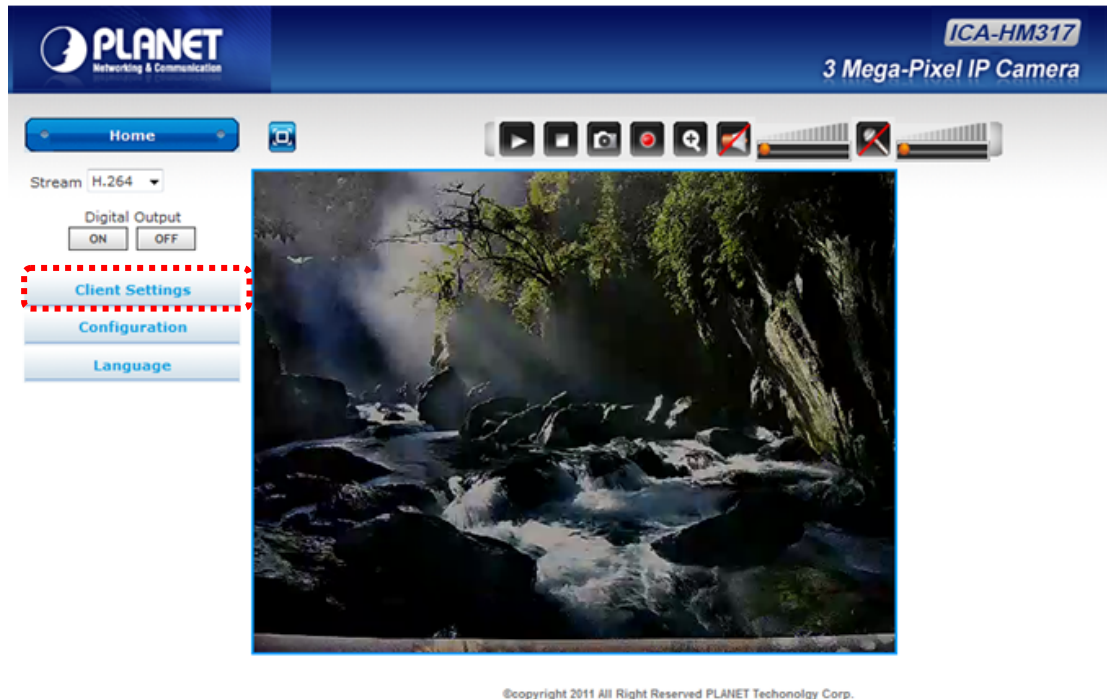 PLANET
Networking & Communication
ICA-HM317
3 Mega-Pixel IP Camera
Home
Stream H.264
Digital Output
ON OFF
Client Settings
Configuration
Language
©copyright 2011 All Right Reserved PLANET Techonolgy Corp.